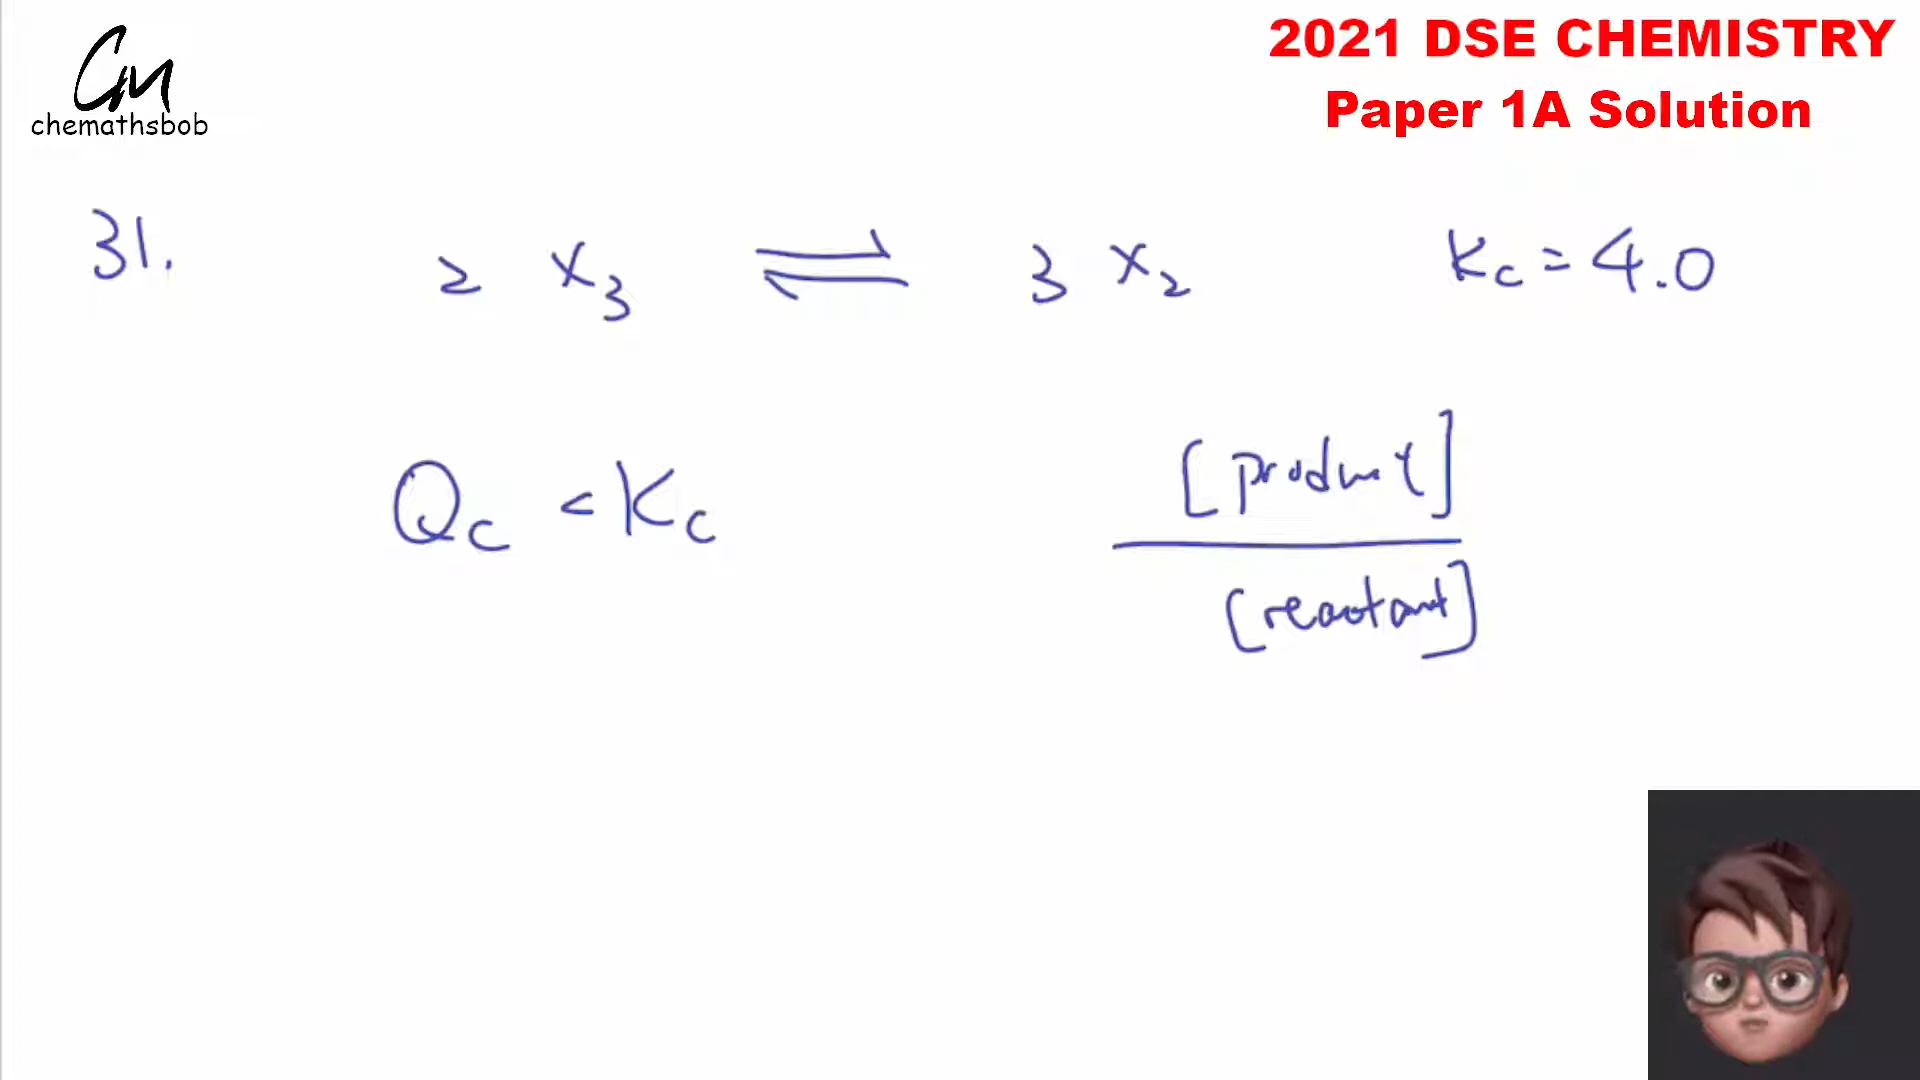 chemathsbob
2021 DSE CHEMISTRY
Paper 1A Solution
31. 2 X₃ ⇌ 3 X₂ Kc = 4.0
Qc < Kc
[product]
[reactant]